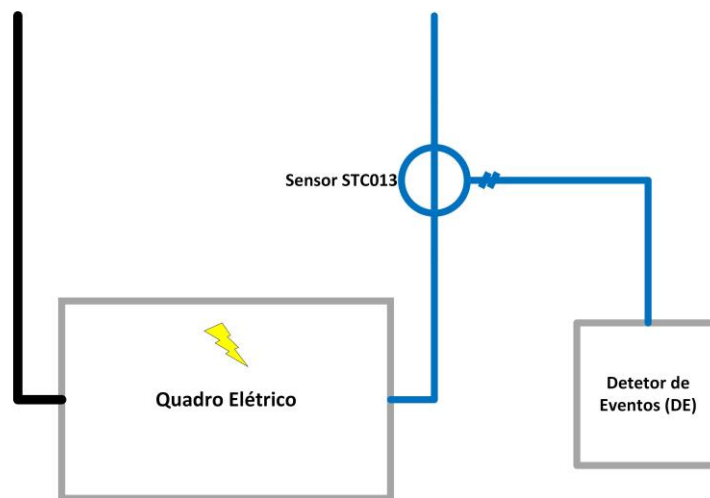 Sensor STC013
Quadro Elétrico
Detetor de
Eventos (DE)